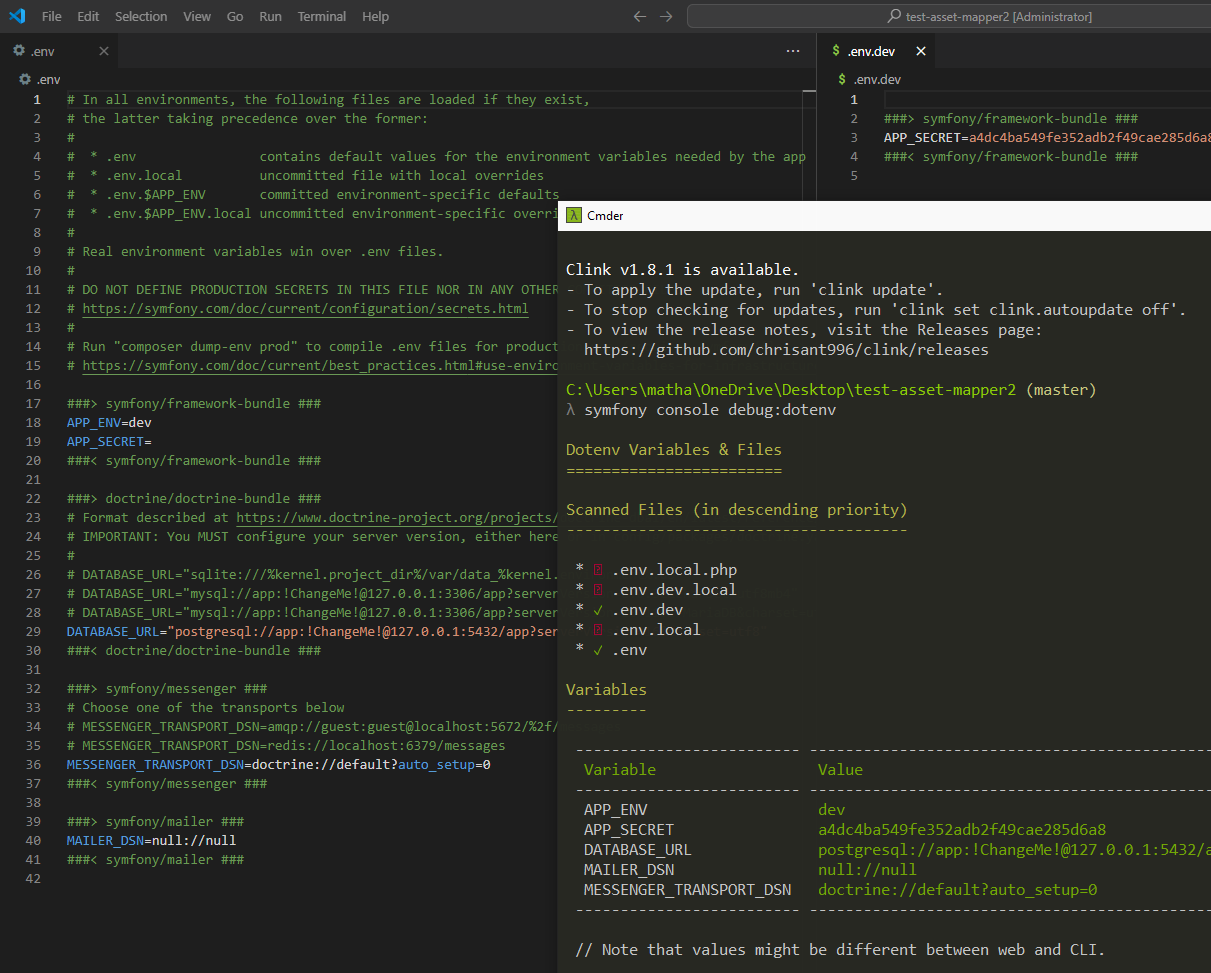 File Edit Selection View Go Run Terminal Help
test-asset-mapper2 [Administrator]
.env
.env
1 # In all environments, the following files are loaded if they exist,
2 # the latter taking precedence over the former:
3 #
4 #  * .env                contains default values for the environment variables needed by the app
5 #  * .env.local          uncommitted file with local overrides
6 #  * .env.$APP_ENV       committed environment-specific defaults
7 #  * .env.$APP_ENV.local uncommitted environment-specific overri
8 #
9 # Real environment variables win over .env files.
10 #
11 # DO NOT DEFINE PRODUCTION SECRETS IN THIS FILE NOR IN ANY OTHER
12 # https://symfony.com/doc/current/configuration/secrets.html
13 #
14 # Run "composer dump-env prod" to compile .env files for product
15 # https://symfony.com/doc/current/best_practices.html#use-enviro
16
17 ###> symfony/framework-bundle ###
18 APP_ENV=dev
19 APP_SECRET=
20 ###< symfony/framework-bundle ###
21
22 ###> doctrine/doctrine-bundle ###
23 # Format described at https://www.doctrine-project.org/projects/
24 # IMPORTANT: You MUST configure your server version, either here
25 #
26 # DATABASE_URL="sqlite:///%kernel.project_dir%/var/data_%kernel.
27 # DATABASE_URL="mysql://app:!ChangeMe!@127.0.0.1:3306/app?server
28 # DATABASE_URL="mysql://app:!ChangeMe!@127.0.0.1:3306/app?server
29 DATABASE_URL="postgresql://app:!ChangeMe!@127.0.0.1:5432/app?ser
30 ###< doctrine/doctrine-bundle ###
31
32 ###> symfony/messenger ###
33 # Choose one of the transports below
34 # MESSENGER_TRANSPORT_DSN=amqp://guest:guest@localhost:5672/%2f/
35 # MESSENGER_TRANSPORT_DSN=redis://localhost:6379/messages
36 MESSENGER_TRANSPORT_DSN=doctrine://default?auto_setup=0
37 ###< symfony/messenger ###
38
39 ###> symfony/mailer ###
40 MAILER_DSN=null://null
41 ###< symfony/mailer ###
42
$ .env.dev
$ .env.dev
1
2 ###> symfony/framework-bundle ###
3 APP_SECRET=a4dc4ba549fe352adb2f49cae285d6a8
4 ###< symfony/framework-bundle ###
5
λ Cmder
Clink v1.8.1 is available.
- To apply the update, run 'clink update'.
- To stop checking for updates, run 'clink set clink.autoupdate off'.
- To view the release notes, visit the Releases page:
https://github.com/chrisant996/clink/releases
C:\Users\matha\OneDrive\Desktop\test-asset-mapper2 (master)
λ symfony console debug:dotenv
Dotenv Variables & Files
========================
Scanned Files (in descending priority)
--------------------------------------
* .env.local.php
* .env.dev.local
* ✓ .env.dev
* .env.local
* ✓ .env
Variables
---------
Variable Value
APP_ENV dev
APP_SECRET a4dc4ba549fe352adb2f49cae285d6a8
DATABASE_URL postgresql://app:!ChangeMe!@127.0.0.1:5432/a
MAILER_DSN null://null
MESSENGER_TRANSPORT_DSN doctrine://default?auto_setup=0
// Note that values might be different between web and CLI.